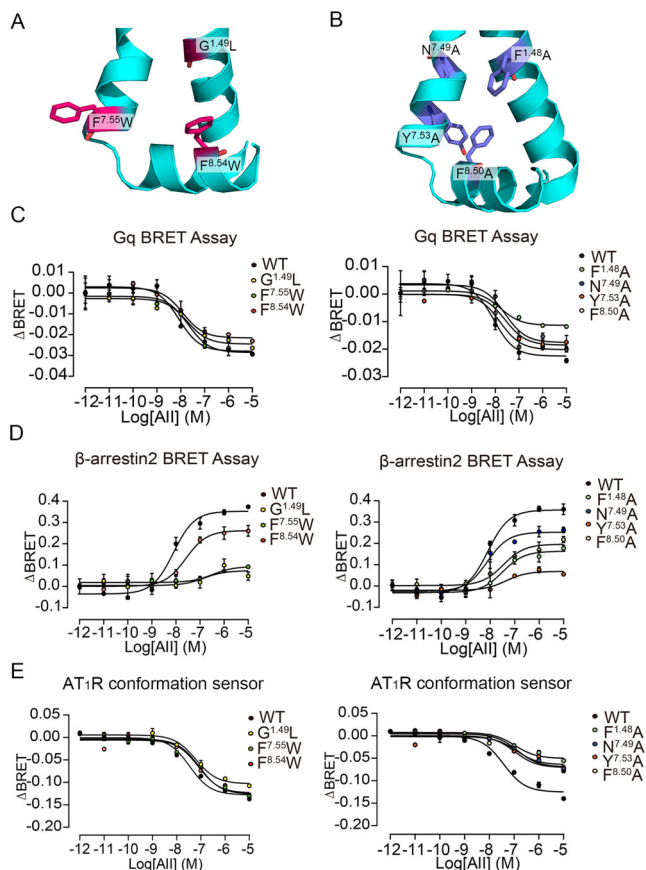 A
G1.49L
F7.55W
F8.54W
B
N7.49A
F1.48A
Y7.53A
F8.50A
C
Gq BRET Assay
WT
G1.49L
F7.55W
F8.54W
0.01
0.00
-0.01
-0.02
-0.03
-0.04
ΔBRET
-12 -11 -10 -9 -8 -7 -6 -5
Log[AII] (M)
Gq BRET Assay
WT
F1.48A
N7.49A
Y7.53A
F8.50A
0.01
0.00
-0.01
-0.02
-0.03
ΔBRET
-12 -11 -10 -9 -8 -7 -6 -5
Log[AII] (M)
D
β-arrestin2 BRET Assay
WT
G1.49L
F7.55W
F8.54W
0.4
0.3
0.2
0.1
0.0
-0.1
ΔBRET
-12 -11 -10 -9 -8 -7 -6 -5
Log[AII] (M)
β-arrestin2 BRET Assay
WT
F1.48A
N7.49A
Y7.53A
F8.50A
0.4
0.3
0.2
0.1
0.0
-0.1
ΔBRET
-12 -11 -10 -9 -8 -7 -6 -5
Log[AII] (M)
E
AT1R conformation sensor
WT
G1.49L
F7.55W
F8.54W
0.05
0.00
-0.05
-0.10
-0.15
-0.20
ΔBRET
-12 -11 -10 -9 -8 -7 -6 -5
Log[AII] (M)
AT1R conformation sensor
WT
F1.48A
N7.49A
Y7.53A
F8.50A
0.05
0.00
-0.05
-0.10
-0.15
-0.20
ΔBRET
-12 -11 -10 -9 -8 -7 -6 -5
Log[AII] (M)